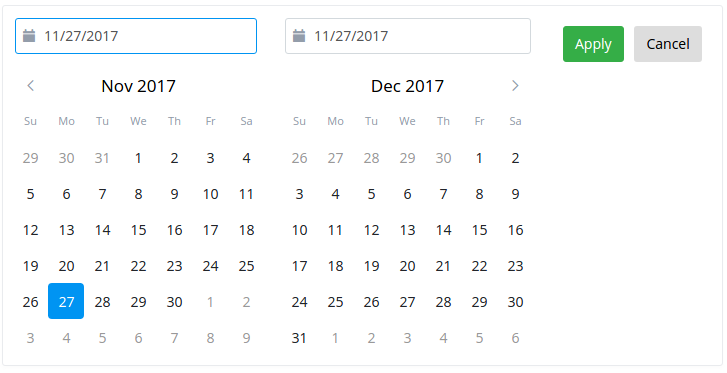 11/27/2017 11/27/2017 Apply Cancel
Nov 2017 Dec 2017
Su Mo Tu We Th Fr Sa Su Mo Tu We Th Fr Sa
29 30 31 1 2 3 4 26 27 28 29 30 1 2
5 6 7 8 9 10 11 3 4 5 6 7 8 9
12 13 14 15 16 17 18 10 11 12 13 14 15 16
19 20 21 22 23 24 25 17 18 19 20 21 22 23
26 27 28 29 30 1 2 24 25 26 27 28 29 30
3 4 5 6 7 8 9 31 1 2 3 4 5 6